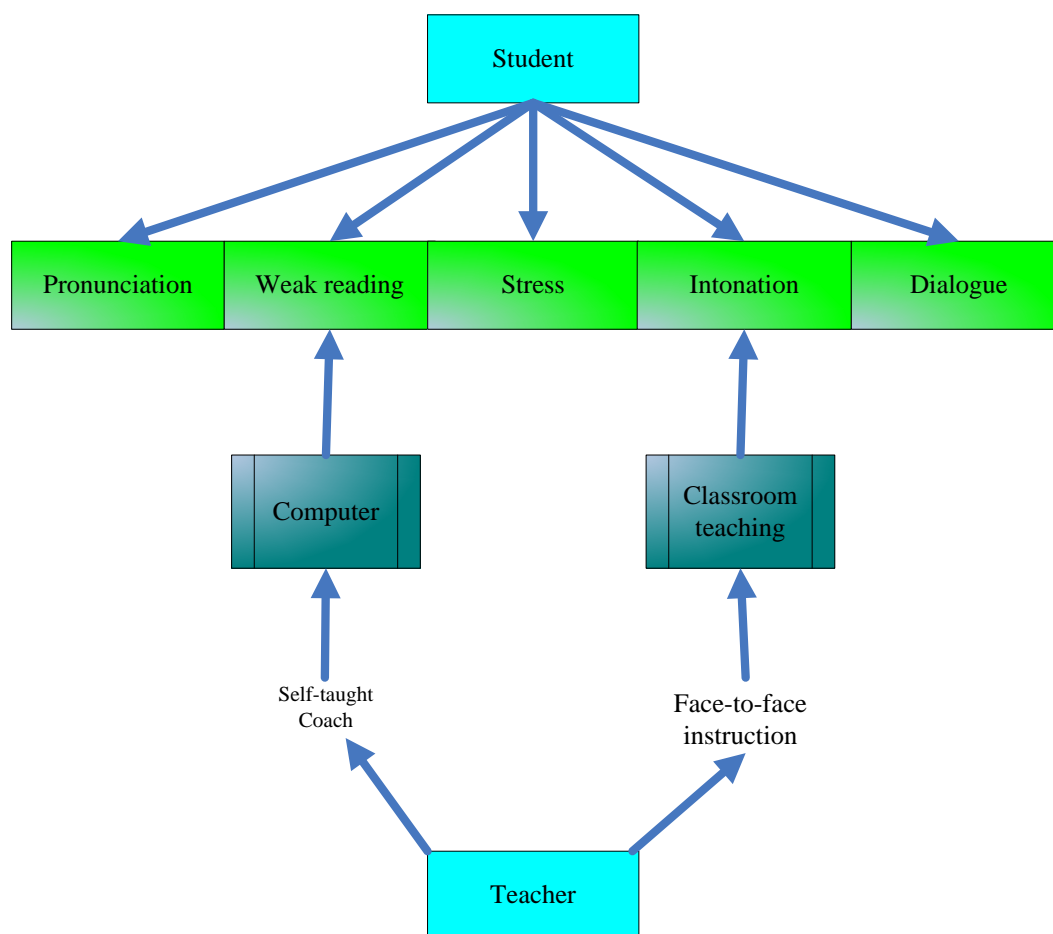 Student
Pronunciation
Weak reading
Stress
Intonation
Dialogue
Computer
Classroom
teaching
Self-taught
Coach
Face-to-face
instruction
Teacher